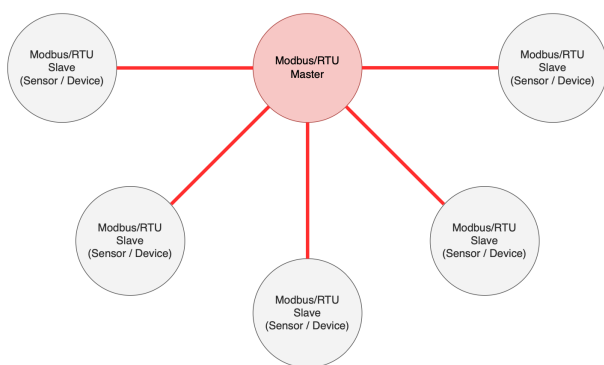 Modbus/RTU
Slave
(Sensor / Device)
Modbus/RTU
Master
Modbus/RTU
Slave
(Sensor / Device)
Modbus/RTU
Slave
(Sensor / Device)
Modbus/RTU
Slave
(Sensor / Device)
Modbus/RTU
Slave
(Sensor / Device)